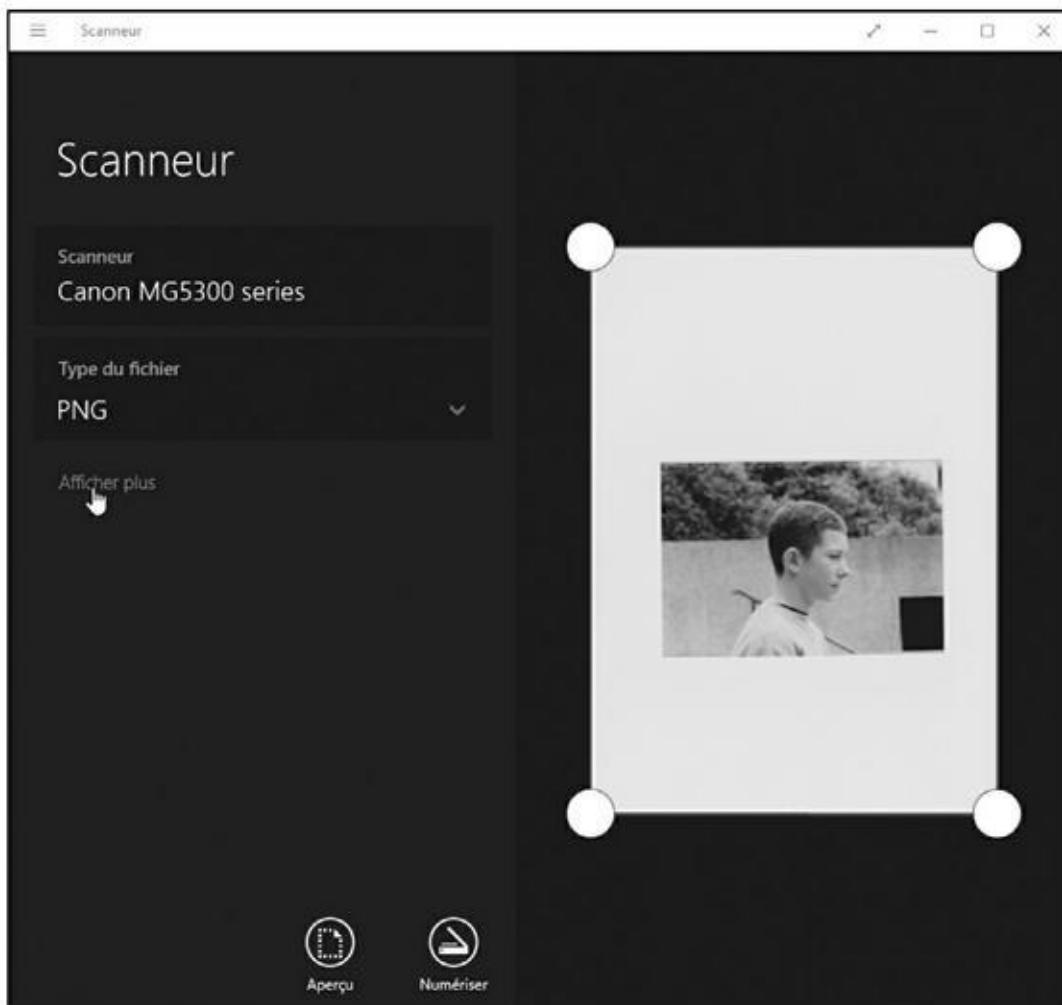 Scanneur
Scanneur
Scanneur
Canon MG5300 series
Type du fichier
PNG
Afficher plus
Aperçu
Numériser